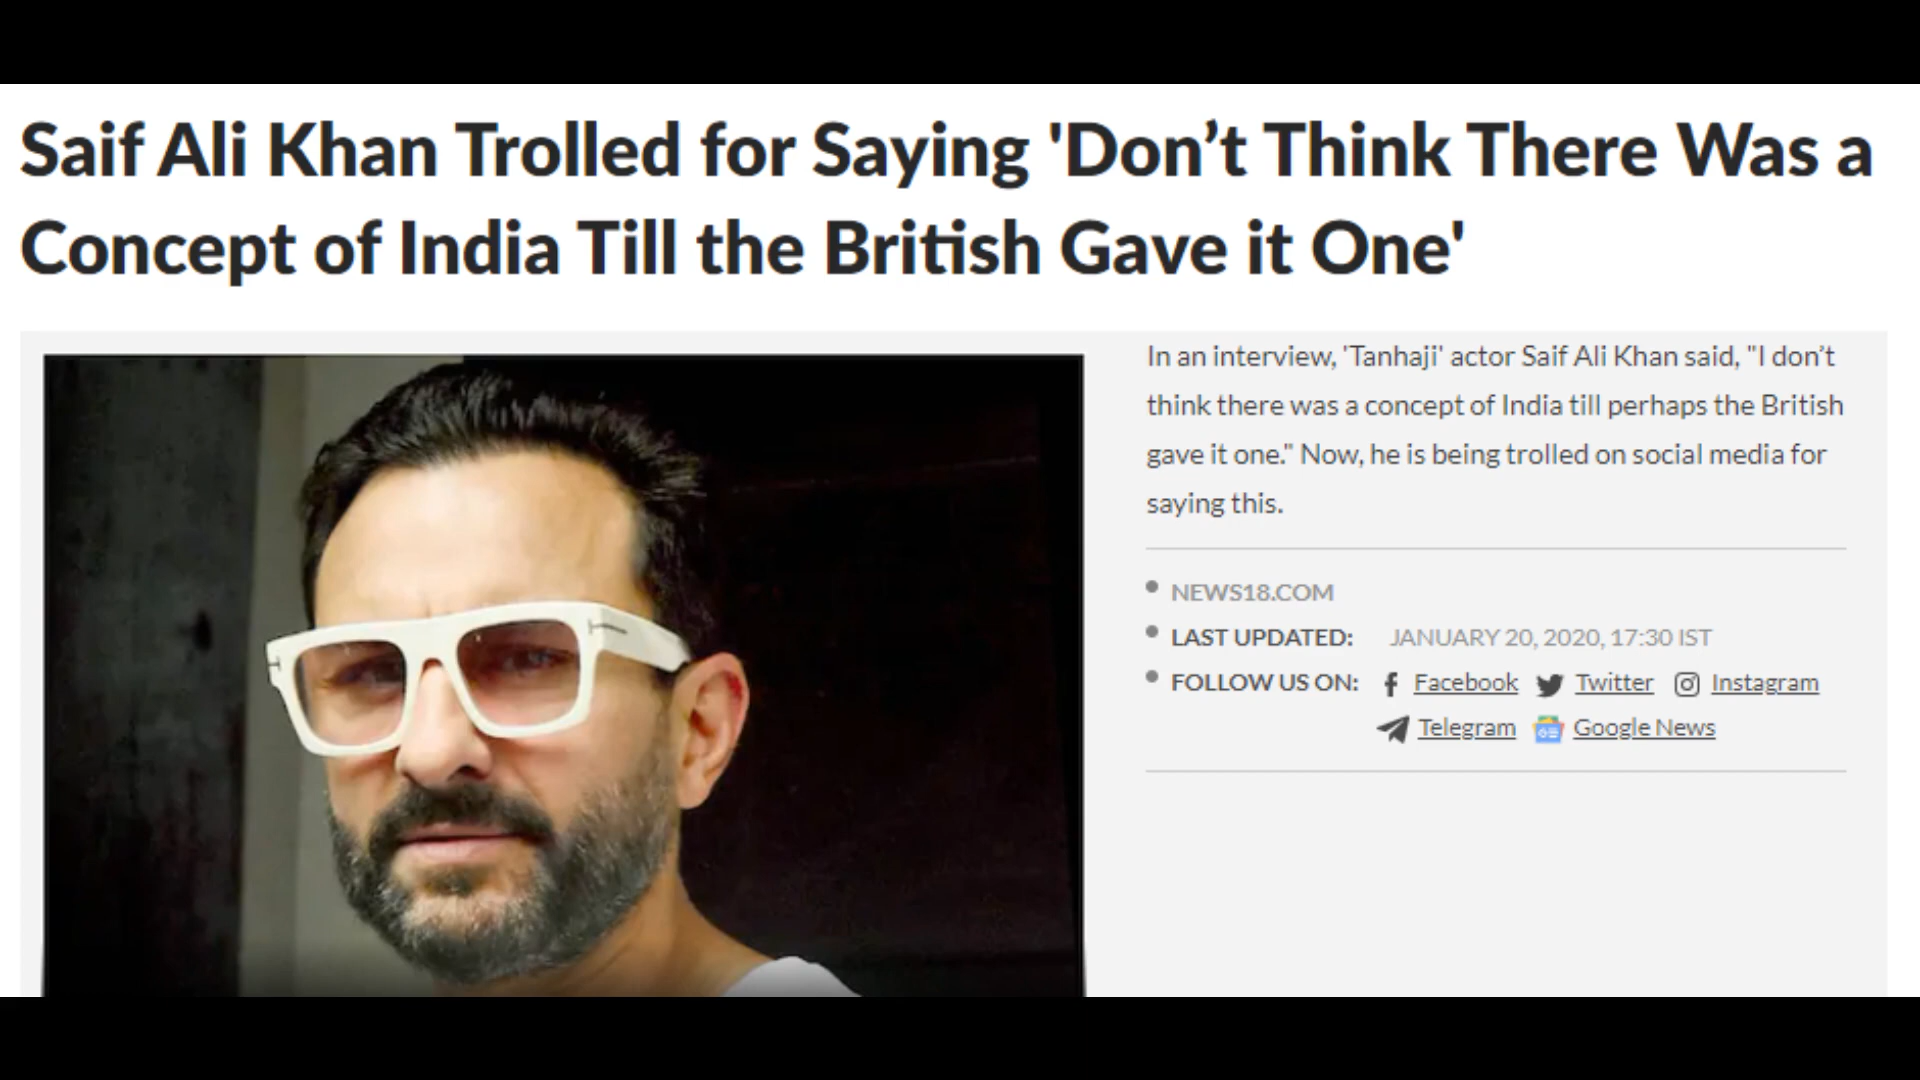 Saif Ali Khan Trolled for Saying 'Don’t Think There Was a
Concept of India Till the British Gave it One'
In an interview, 'Tanhaji' actor Saif Ali Khan said, "I don’t
think there was a concept of India till perhaps the British
gave it one." Now, he is being trolled on social media for
saying this.
NEWS18.COM
LAST UPDATED: JANUARY 20, 2020, 17:30 IST
FOLLOW US ON: Facebook Twitter Instagram
Telegram Google News